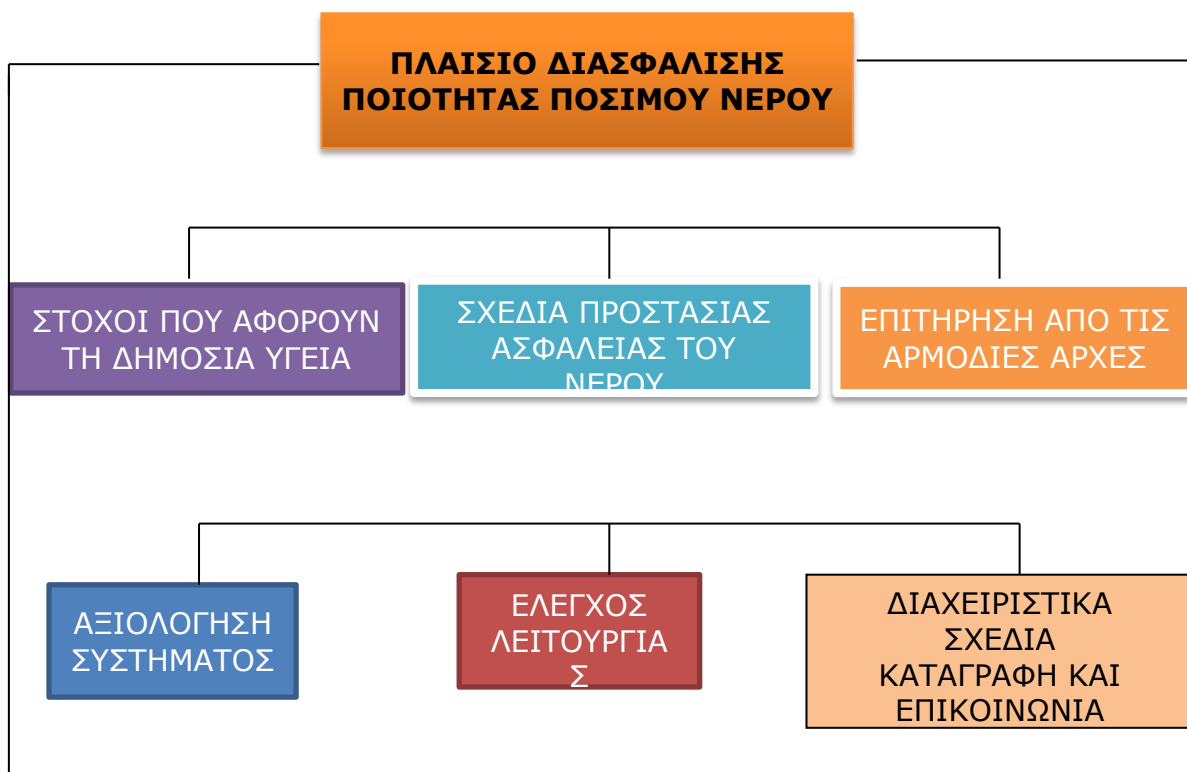 ΠΛΑΙΣΙΟ ΔΙΑΣΦΑΛΙΣΗΣ
ΠΟΙΟΤΗΤΑΣ ΠΟΣΙΜΟΥ ΝΕΡΟΥ
ΣΤΟΧΟΙ ΠΟΥ ΑΦΟΡΟΥΝ
ΤΗ ΔΗΜΟΣΙΑ ΥΓΕΙΑ
ΣΧΕΔΙΑ ΠΡΟΣΤΑΣΙΑΣ
ΑΣΦΑΛΕΙΑΣ ΤΟΥ
ΝΕΡΟΥ
ΕΠΙΤΗΡΗΣΗ ΑΠΟ ΤΙΣ
ΑΡΜΟΔΙΕΣ ΑΡΧΕΣ
ΑΞΙΟΛΟΓΗΣΗ
ΣΥΣΤΗΜΑΤΟΣ
ΕΛΕΓΧΟΣ
ΛΕΙΤΟΥΡΓΙΑ
Σ
ΔΙΑΧΕΙΡΙΣΤΙΚΑ
ΣΧΕΔΙΑ
ΚΑΤΑΓΡΑΦΗ ΚΑΙ
ΕΠΙΚΟΙΝΩΝΙΑ